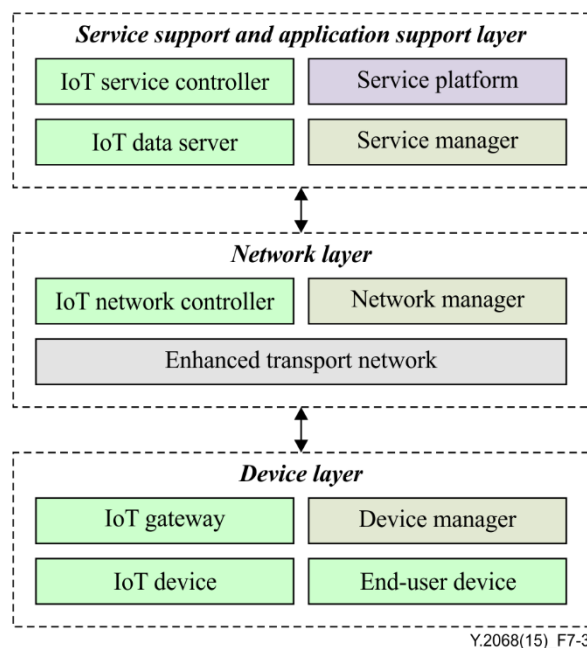 Service support and application support layer
IoT service controller
Service platform
IoT data server
Service manager
Network layer
IoT network controller
Network manager
Enhanced transport network
Device layer
IoT gateway
Device manager
IoT device
End-user device
Y.2068(15) F7-3